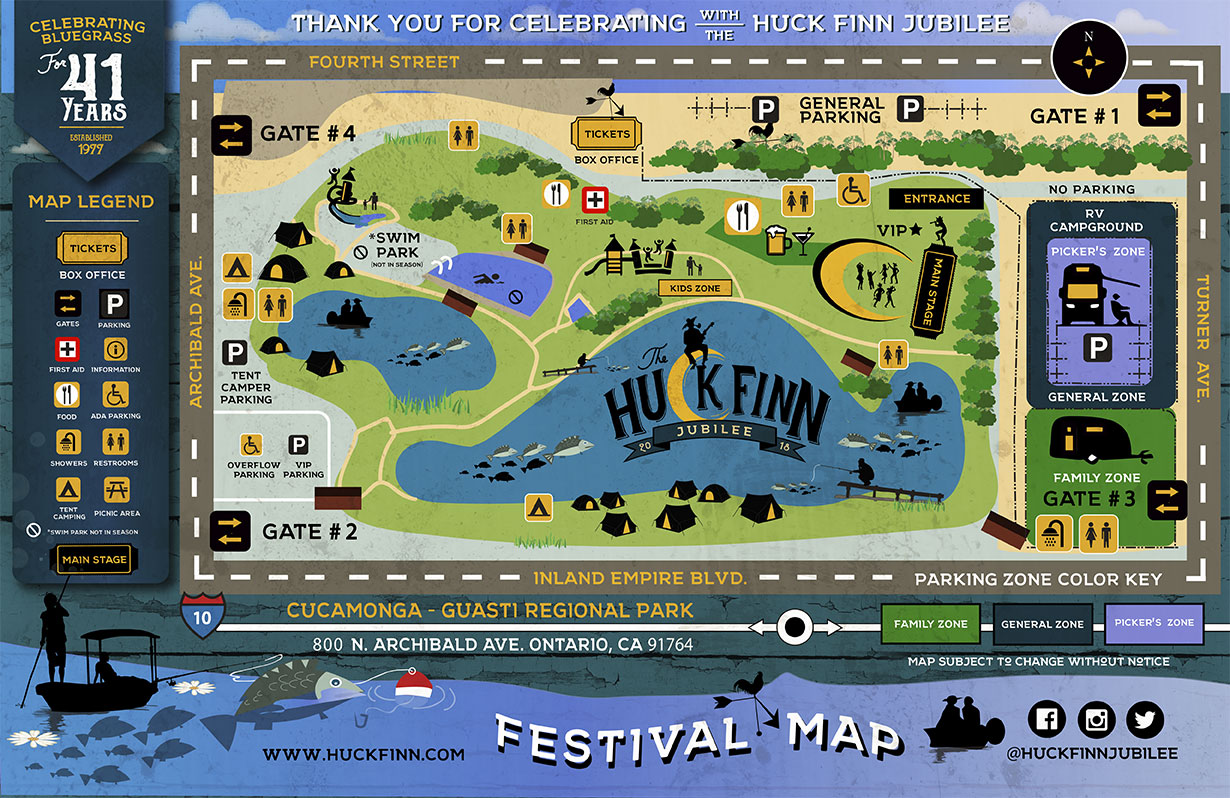 CELEBRATING
BLUEGRASS
For
41
YEARS
ESTABLISHED
1977
THANK YOU FOR CELEBRATING WITH THE HUCK FINN JUBILEE
N
FOURTH STREET
ARCHIBALD AVE.
TURNER AVE.
INLAND EMPIRE BLVD.
MAP LEGEND
TICKETS
BOX OFFICE
GATES
P
PARKING
FIRST AID
INFORMATION
FOOD
ADA PARKING
SHOWERS
RESTROOMS
TENT
CAMPING
PICNIC AREA
*SWIM PARK NOT IN SEASON
MAIN STAGE
GATE #4
TICKETS
BOX OFFICE
P
GENERAL
PARKING
P
GATE #1
NO PARKING
FIRST AID
ENTRANCE
VIP
MAIN STAGE
*SWIM
PARK
(NOT IN SEASON)
KIDS ZONE
RV
CAMPGROUND
PICKER'S ZONE
P
GENERAL ZONE
The
HUCK FINN
JUBILEE
20 16
P
TENT
CAMPER
PARKING
OVERFLOW
PARKING
P
VIP
PARKING
FAMILY ZONE
GATE #3
GATE #2
PARKING ZONE COLOR KEY
10
CUCAMONGA - GUASTI REGIONAL PARK
800 N. ARCHIBALD AVE. ONTARIO, CA 91764
FAMILY ZONE
GENERAL ZONE
PICKER'S ZONE
MAP SUBJECT TO CHANGE WITHOUT NOTICE
WWW.HUCKFINN.COM
FESTIVAL MAP
@HUCKFINNJUBILEE